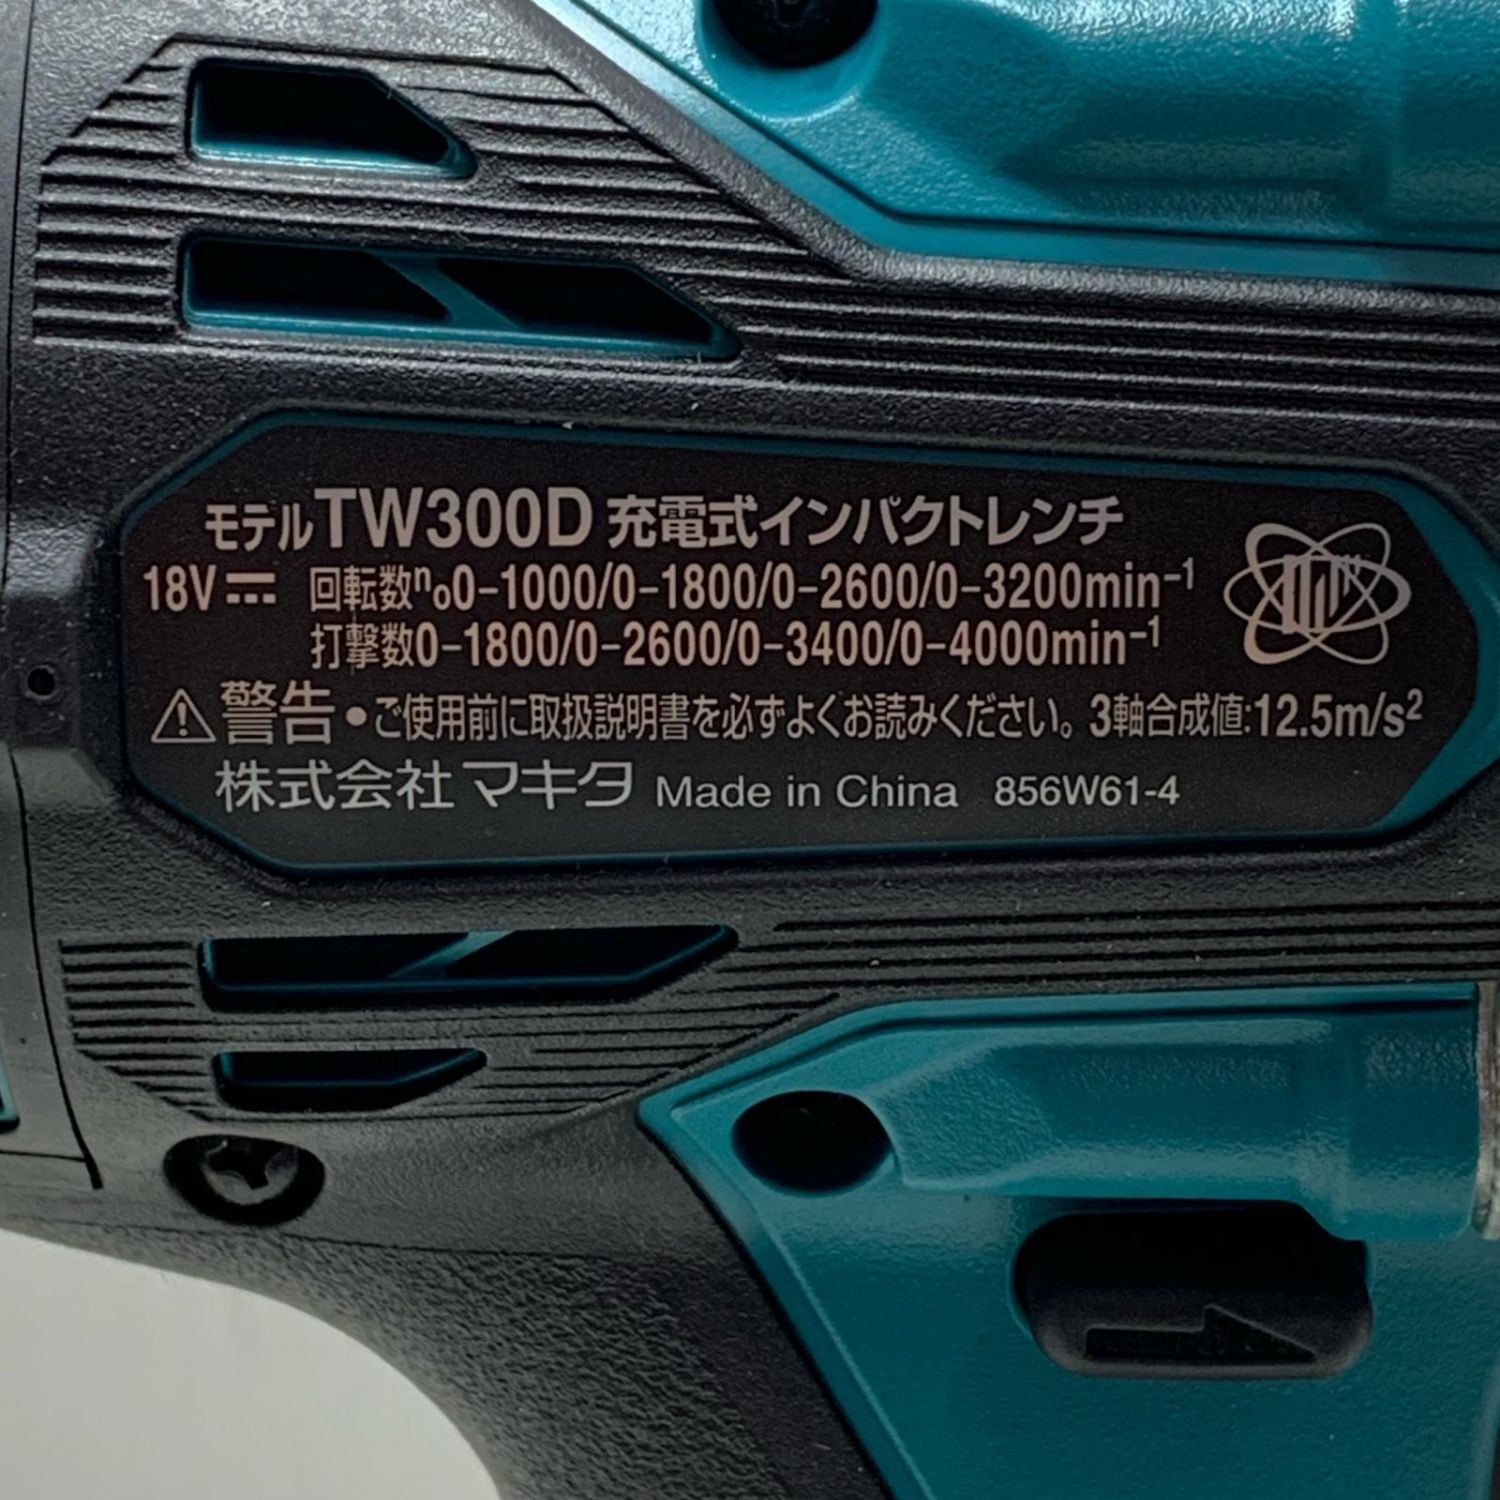 モデルTW300D 充電式インパクトレンチ
18V⎓ 回転数n₀0-1000/0-1800/0-2600/0-3200min⁻¹
打撃数0-1800/0-2600/0-3400/0-4000min⁻¹
⚠警告・ご使用前に取扱説明書を必ずよくお読みください。 3軸合成値:12.5m/s²
株式会社マキタ Made in China 856W61-4